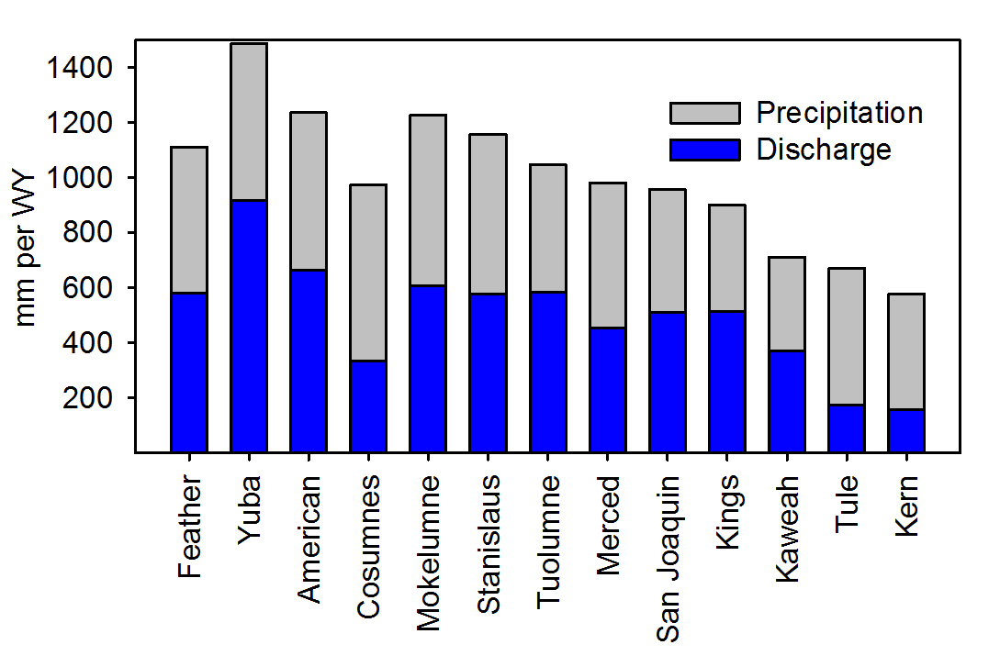 1400
1200
1000
800
600
400
200
mm per WY
Precipitation
Discharge
Feather
Yuba
American
Cosumnes
Mokelumne
Stanislaus
Tuolumne
Merced
San Joaquin
Kings
Kaweah
Tule
Kern